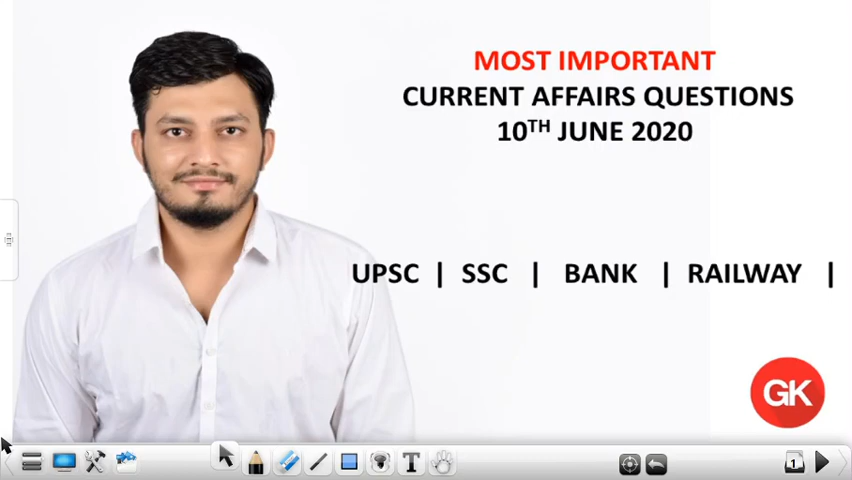 MOST IMPORTANT
CURRENT AFFAIRS QUESTIONS
10TH JUNE 2020
UPSC | SSC | BANK | RAILWAY |
GK
T
1